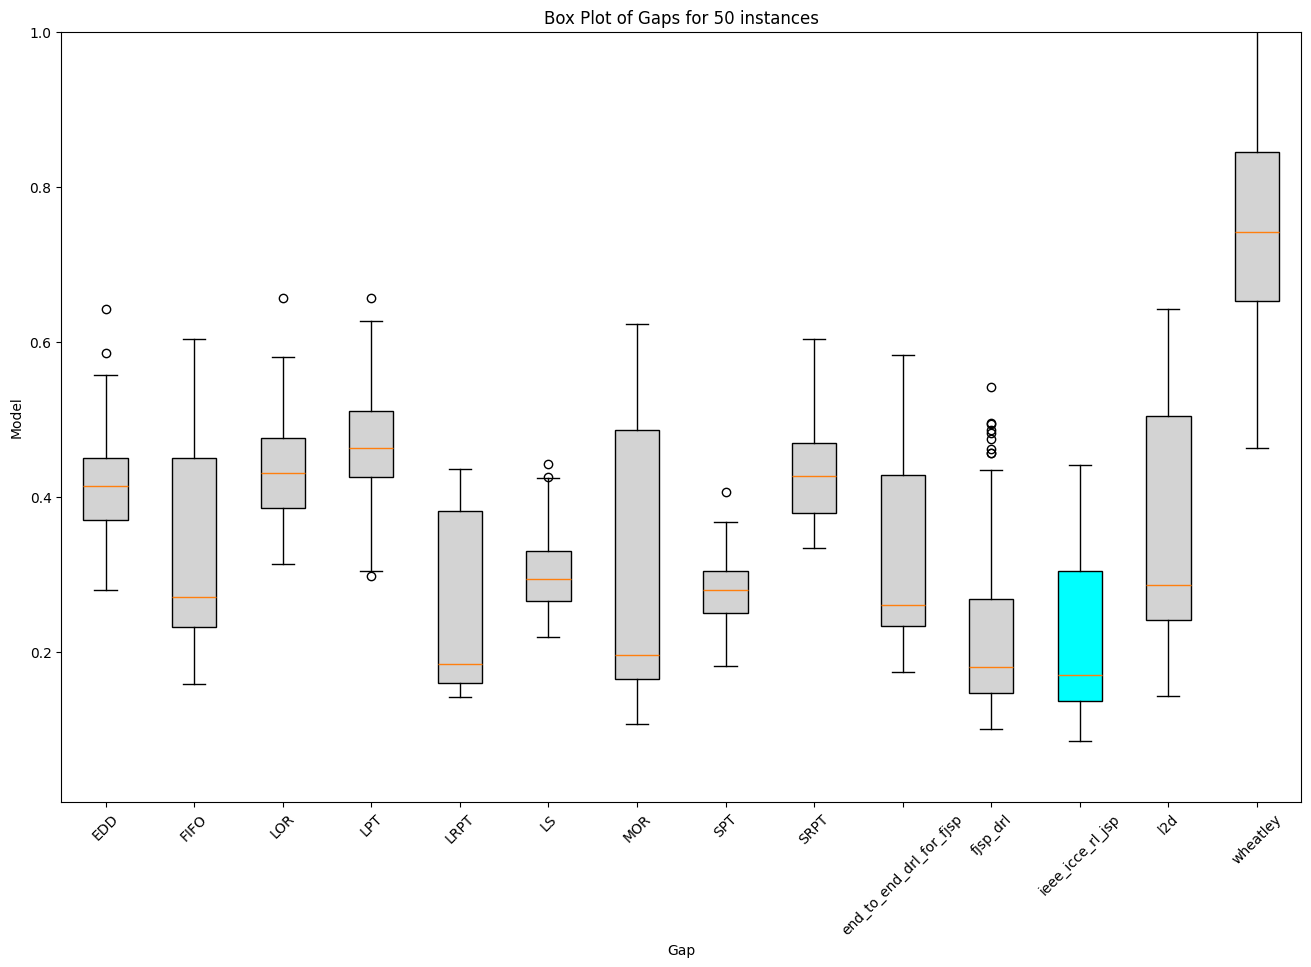 Box Plot of Gaps for 50 instances
1.0
0.8
0.6
0.4
0.2
Model
EDD
FIFO
LOR
LPT
LRPT
LS
MOR
SPT
SRPT
end_to_end_drl_for_fjsp
fjsp_drl
ieee_icce_rl_jsp
l2d
wheatley
Gap